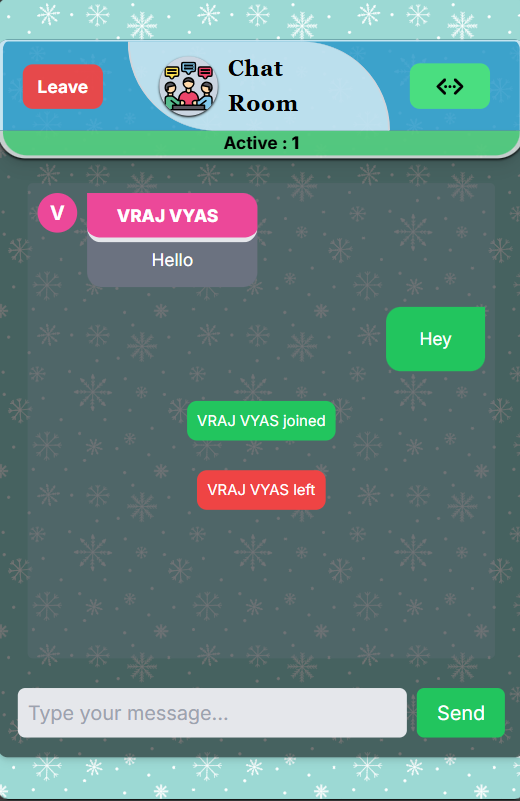 Leave
Chat
Room
Active : 1
V
VRAJ VYAS
Hello
Hey
VRAJ VYAS joined
VRAJ VYAS left
Type your message...
Send